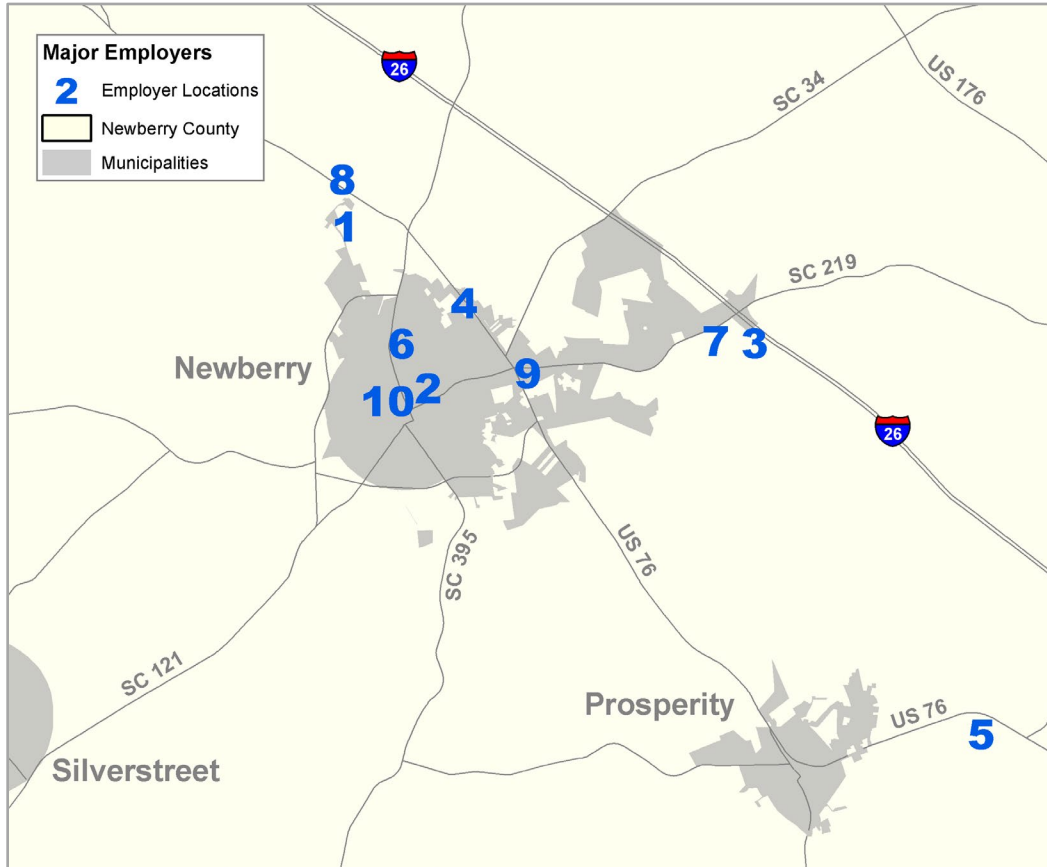 Major Employers
2 Employer Locations
Newberry County
Municipalities
26
SC 34
US 176
8
1
SC 219
4
6
7
3
Newberry
9
2
10
26
SC 395
US 76
SC 121
Prosperity
US 76
5
Silverstreet